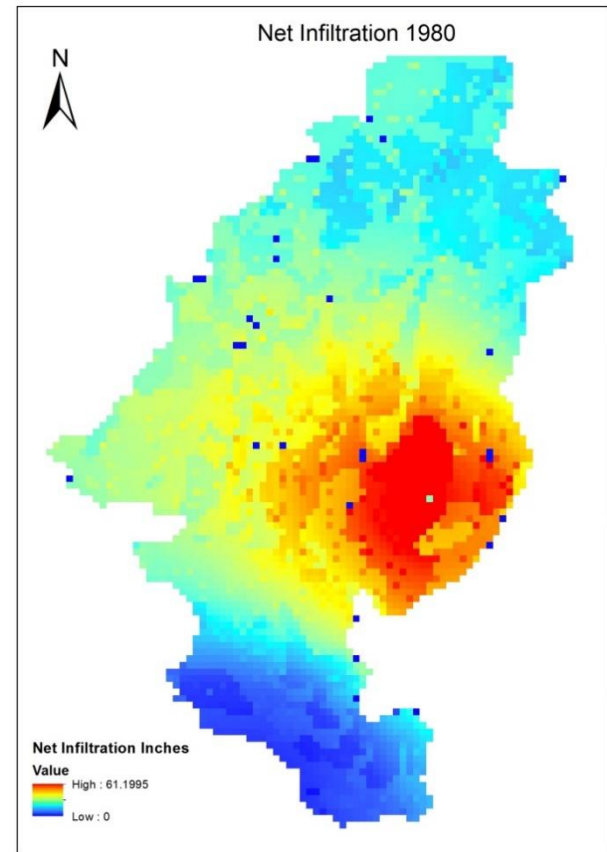 Net Infiltration 1980
N
Net Infiltration Inches
Value
High : 61.1995
Low : 0